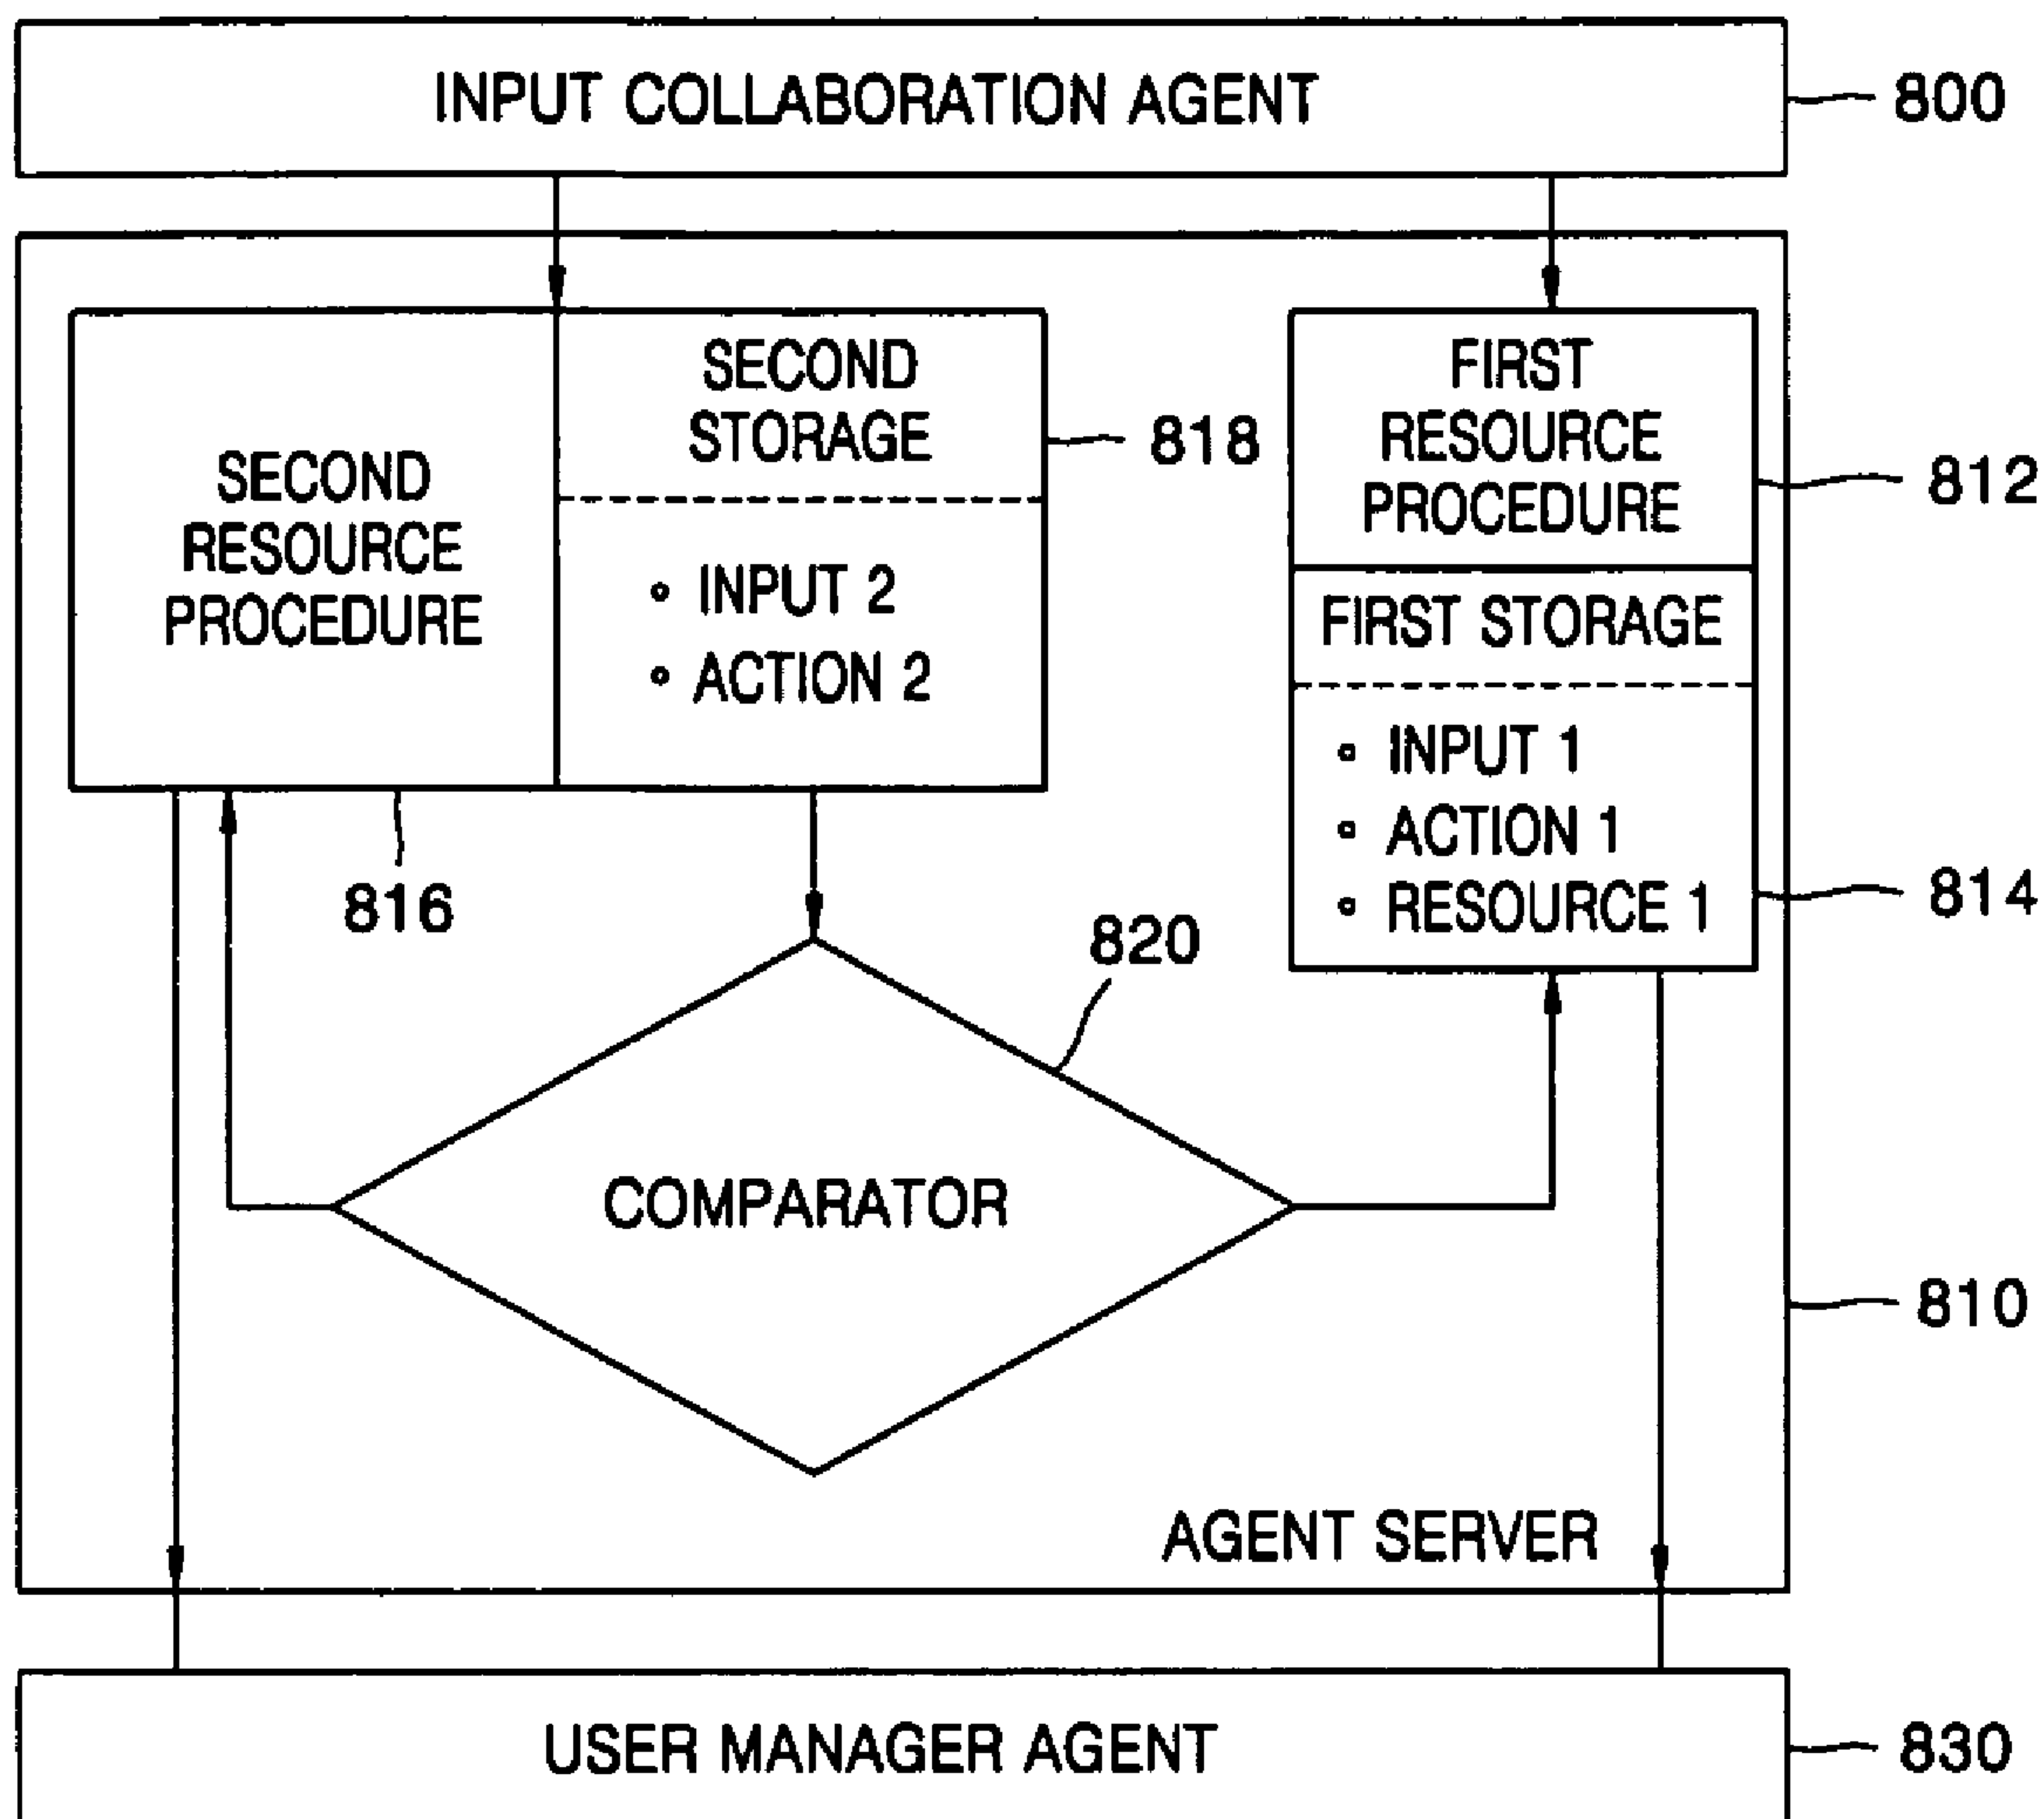 INPUT COLLABORATION AGENT
800
SECOND
RESOURCE
PROCEDURE
816
SECOND
STORAGE
818
• INPUT 2
• ACTION 2
FIRST
RESOURCE
PROCEDURE
812
FIRST STORAGE
• INPUT 1
• ACTION 1
• RESOURCE 1
814
820
COMPARATOR
810
AGENT SERVER
USER MANAGER AGENT
830